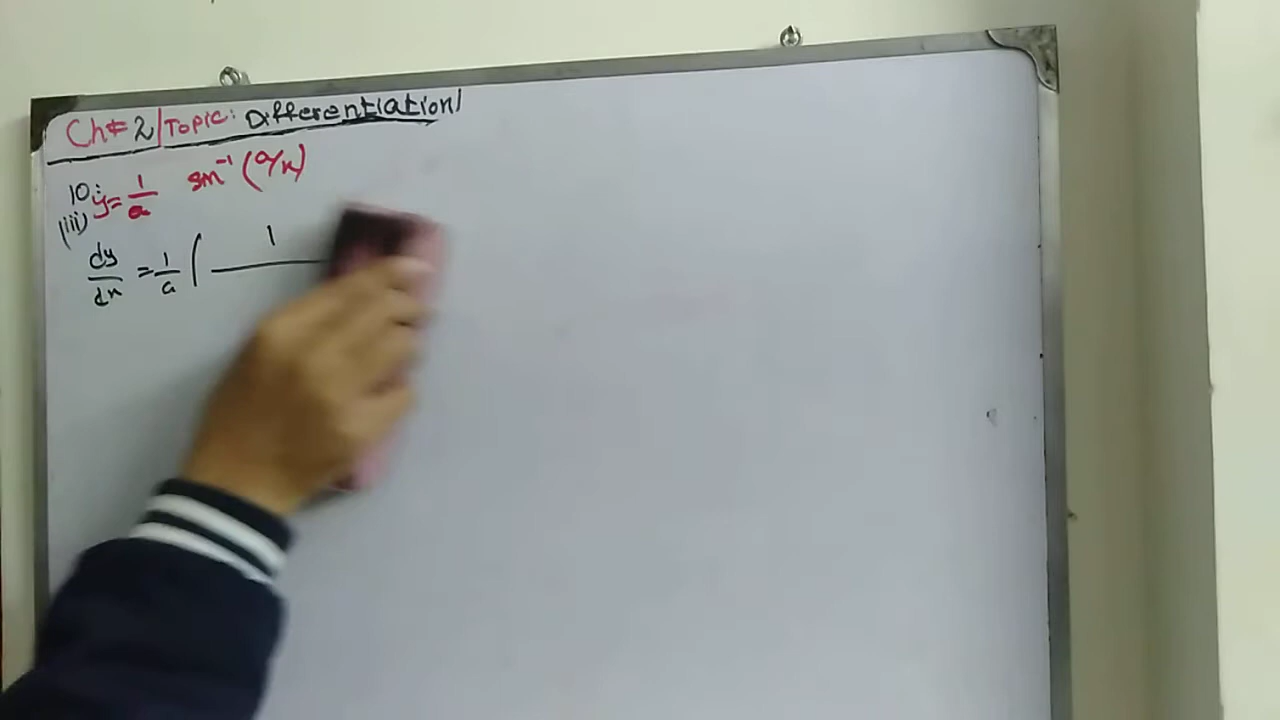 Ch# 2 | Topic: Differentiation |
10: y = 1/a sin⁻¹ (a/x)
(iii)
dy/dx = 1/a ( 1